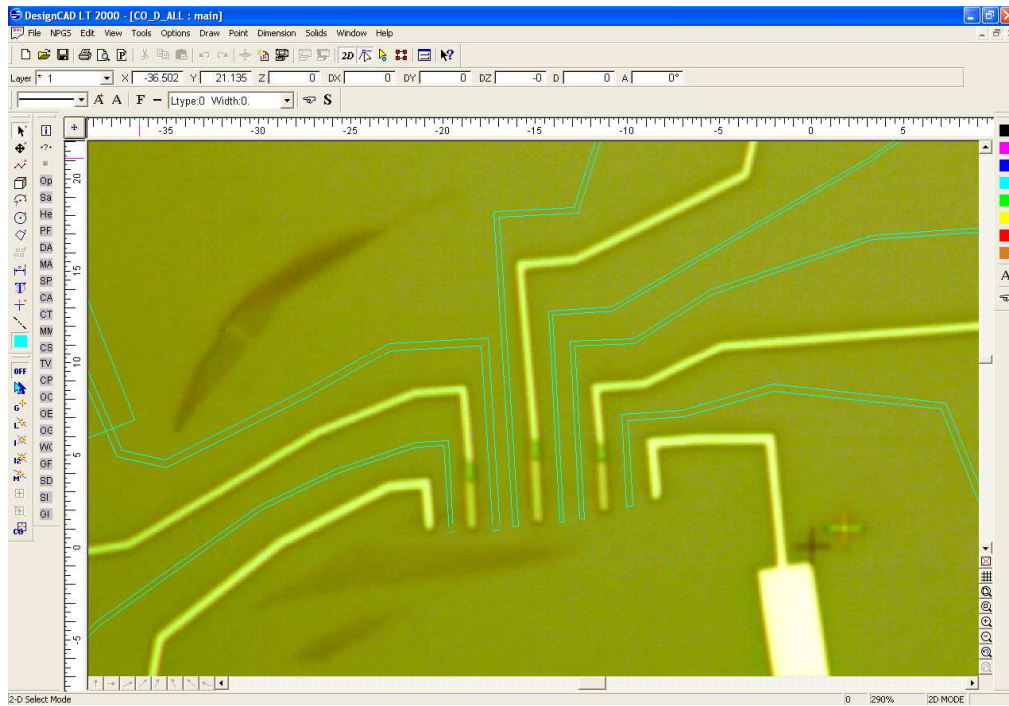 DesignCAD LT 2000 - [CO_D_ALL : main]
File NPGS Edit View Tools Options Draw Point Dimension Solids Window Help
2D
Layer * 1 X -36.502 Y 21.135 Z 0 DX 0 DY 0 DZ -0 D 0 A 0°
A A F Ltype:0 Width:0. S
-35 -30 -25 -20 -15 -10 -5 0 5
20
15
10
5
0
-5
Op
Sa
He
PF
DA
MA
SP
CA
CT
MM
CS
TV
CP
OC
OE
OG
WC
GF
SD
SI
GI
OFF
A
2-D Select Mode 0 290% 2D MODE